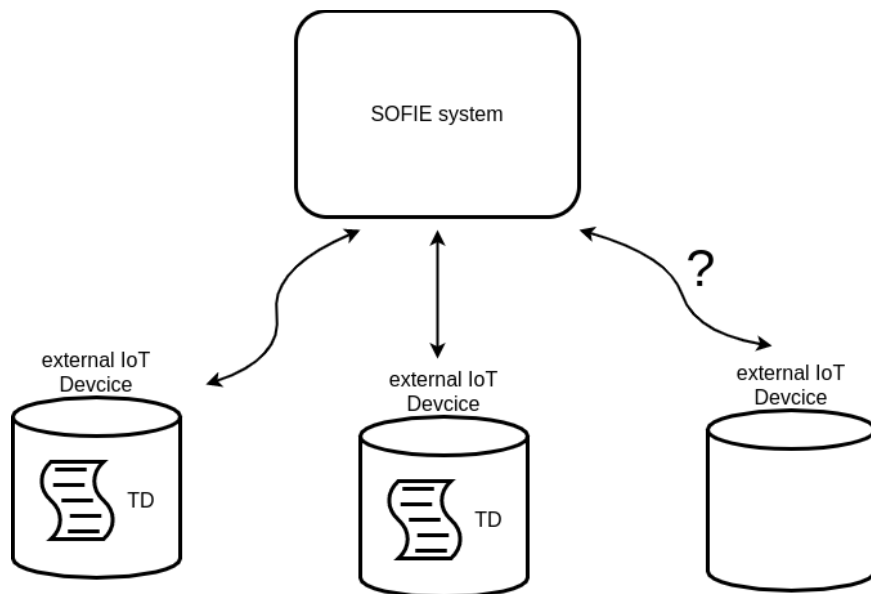 SOFIE system
?
external IoT
Devcice
TD
external IoT
Devcice
TD
external IoT
Devcice